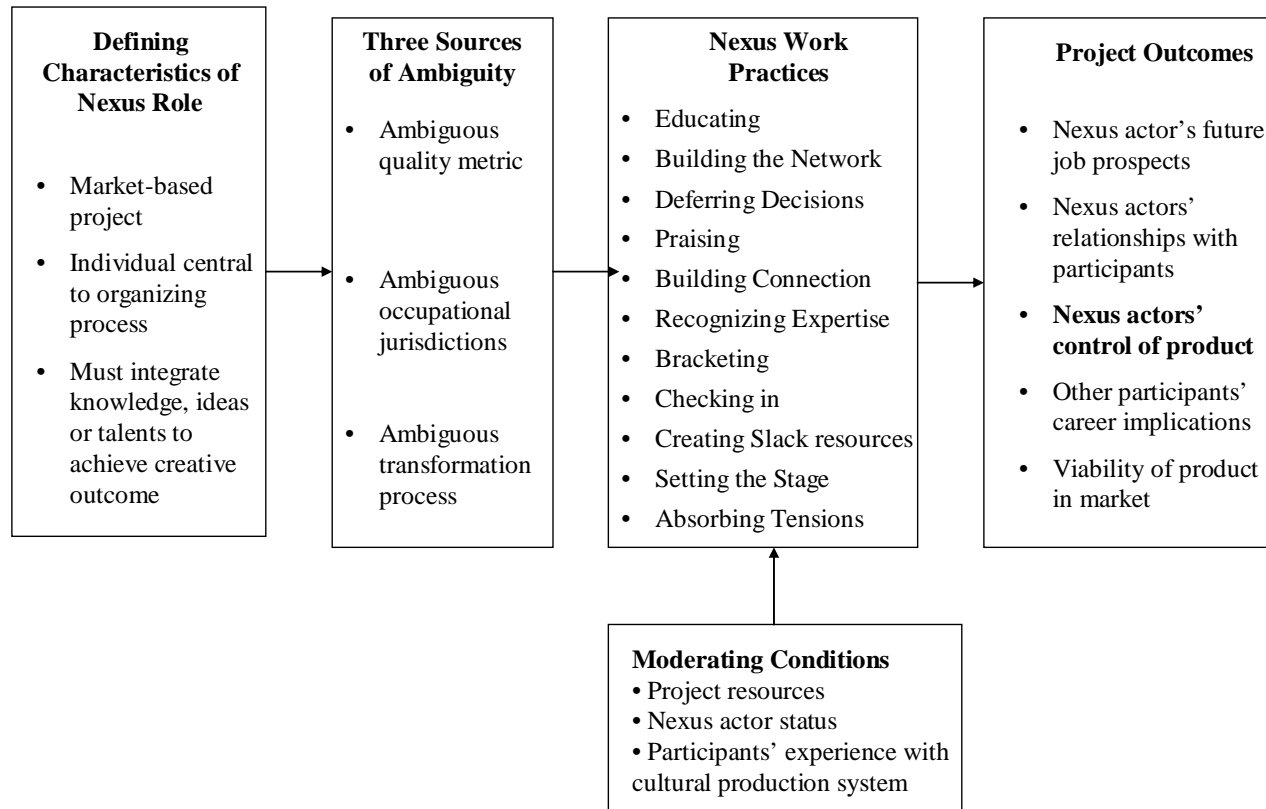 Defining
Characteristics of
Nexus Role
• Market-based
project
• Individual central
to organizing
process
• Must integrate
knowledge, ideas
or talents to
achieve creative
outcome
Three Sources
of Ambiguity
• Ambiguous
quality metric
• Ambiguous
occupational
jurisdictions
• Ambiguous
transformation
process
Nexus Work
Practices
• Educating
• Building the Network
• Deferring Decisions
• Praising
• Building Connection
• Recognizing Expertise
• Bracketing
• Checking in
• Creating Slack resources
• Setting the Stage
• Absorbing Tensions
Project Outcomes
• Nexus actor’s future
job prospects
• Nexus actors’
relationships with
participants
• Nexus actors’
control of product
• Other participants’
career implications
• Viability of product
in market
Moderating Conditions
• Project resources
• Nexus actor status
• Participants’ experience with
cultural production system